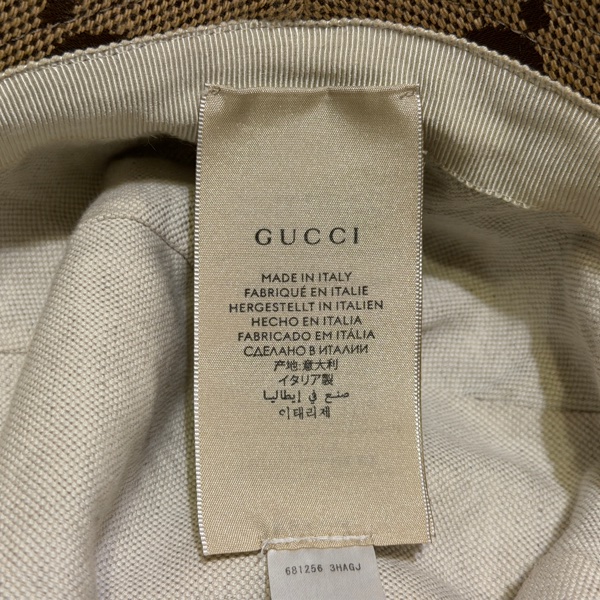 GUCCI
MADE IN ITALY
FABRIQUÉ EN ITALIE
HERGESTELLT IN ITALIEN
HECHO EN ITALIA
FABRICADO EM ITÁLIA
СДЕЛАНО В ИТАЛИИ
产地:意大利
イタリア製
صنع في إيطاليا
이태리제
681256 3HAGJ